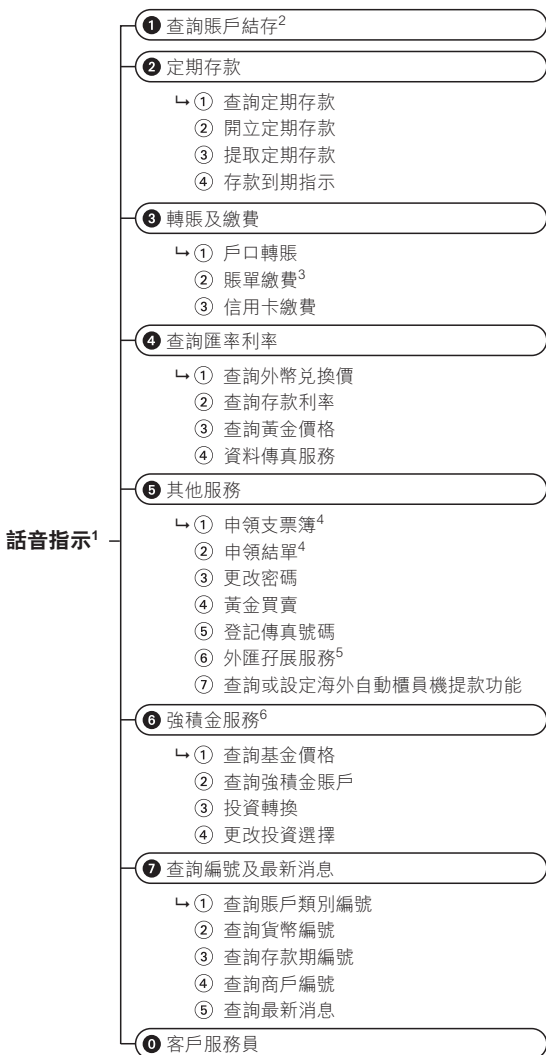 ❶ 查詢賬戶結存²
❷ 定期存款
↳ ① 查詢定期存款
② 開立定期存款
③ 提取定期存款
④ 存款到期指示
❸ 轉賬及繳費
↳ ① 戶口轉賬
② 賬單繳費³
③ 信用卡繳費
❹ 查詢匯率利率
↳ ① 查詢外幣兌換價
② 查詢存款利率
③ 查詢黃金價格
④ 資料傳真服務
❺ 其他服務
話音指示¹
↳ ① 申領支票簿⁴
② 申領結單⁴
③ 更改密碼
④ 黃金買賣
⑤ 登記傳真號碼
⑥ 外匯孖展服務⁵
⑦ 查詢或設定海外自動櫃員機提款功能
❻ 強積金服務⁶
↳ ① 查詢基金價格
② 查詢強積金賬戶
③ 投資轉換
④ 更改投資選擇
❼ 查詢編號及最新消息
↳ ① 查詢賬戶類別編號
② 查詢貨幣編號
③ 查詢存款期編號
④ 查詢商戶編號
⑤ 查詢最新消息
⓿ 客戶服務員